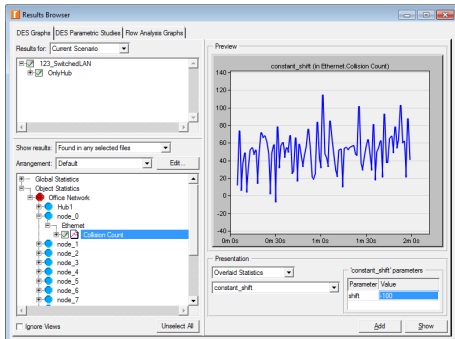 Results Browser
DES Graphs DES Parametric Studies Flow Analysis Graphs
Results for: Current Scenario
123_SwitchedLAN
OnlyHub
Show results: Found in any selected files
Arrangement: Default Edit...
Global Statistics
Object Statistics
Office Network
Hub1
node_0
Ethernet
Collision Count
node_1
node_2
node_3
node_4
node_5
node_6
node_7
Ignore Views Unselect All
Preview
constant_shift (in Ethernet.Collision Count)
140
120
100
80
60
40
20
0
-20
-40
0m 0s 0m 30s 1m 0s 1m 30s 2m 0s
Presentation
Overlaid Statistics
constant_shift
'constant_shift' parameters
Parameter Value
shift -100
Add Show